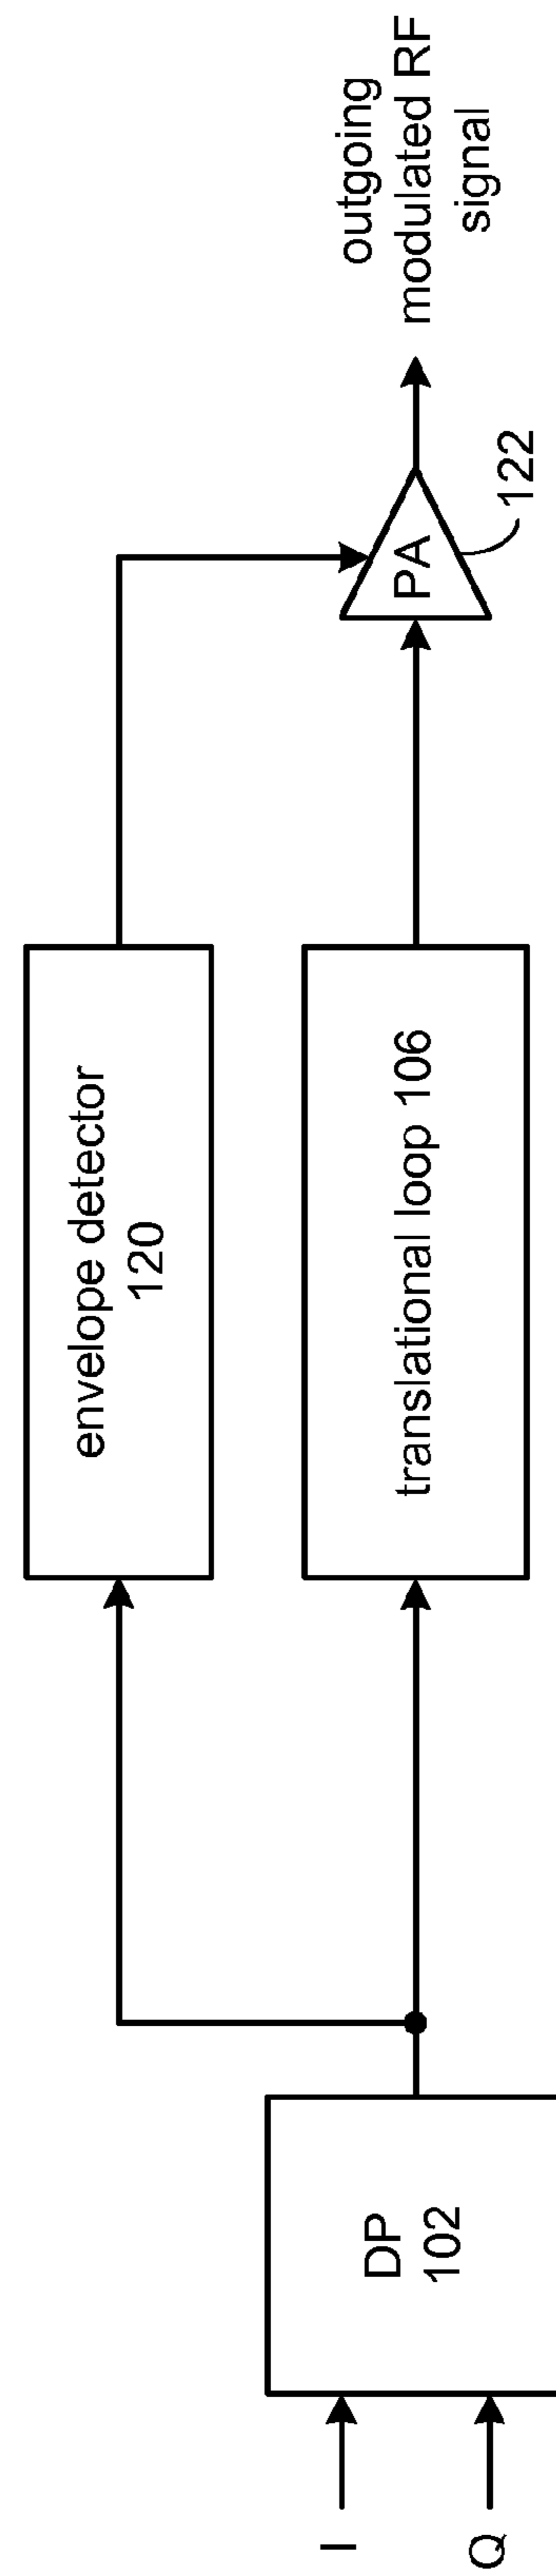 I
Q
DP
102
envelope detector
120
translational loop 106
PA
122
outgoing
modulated RF
signal